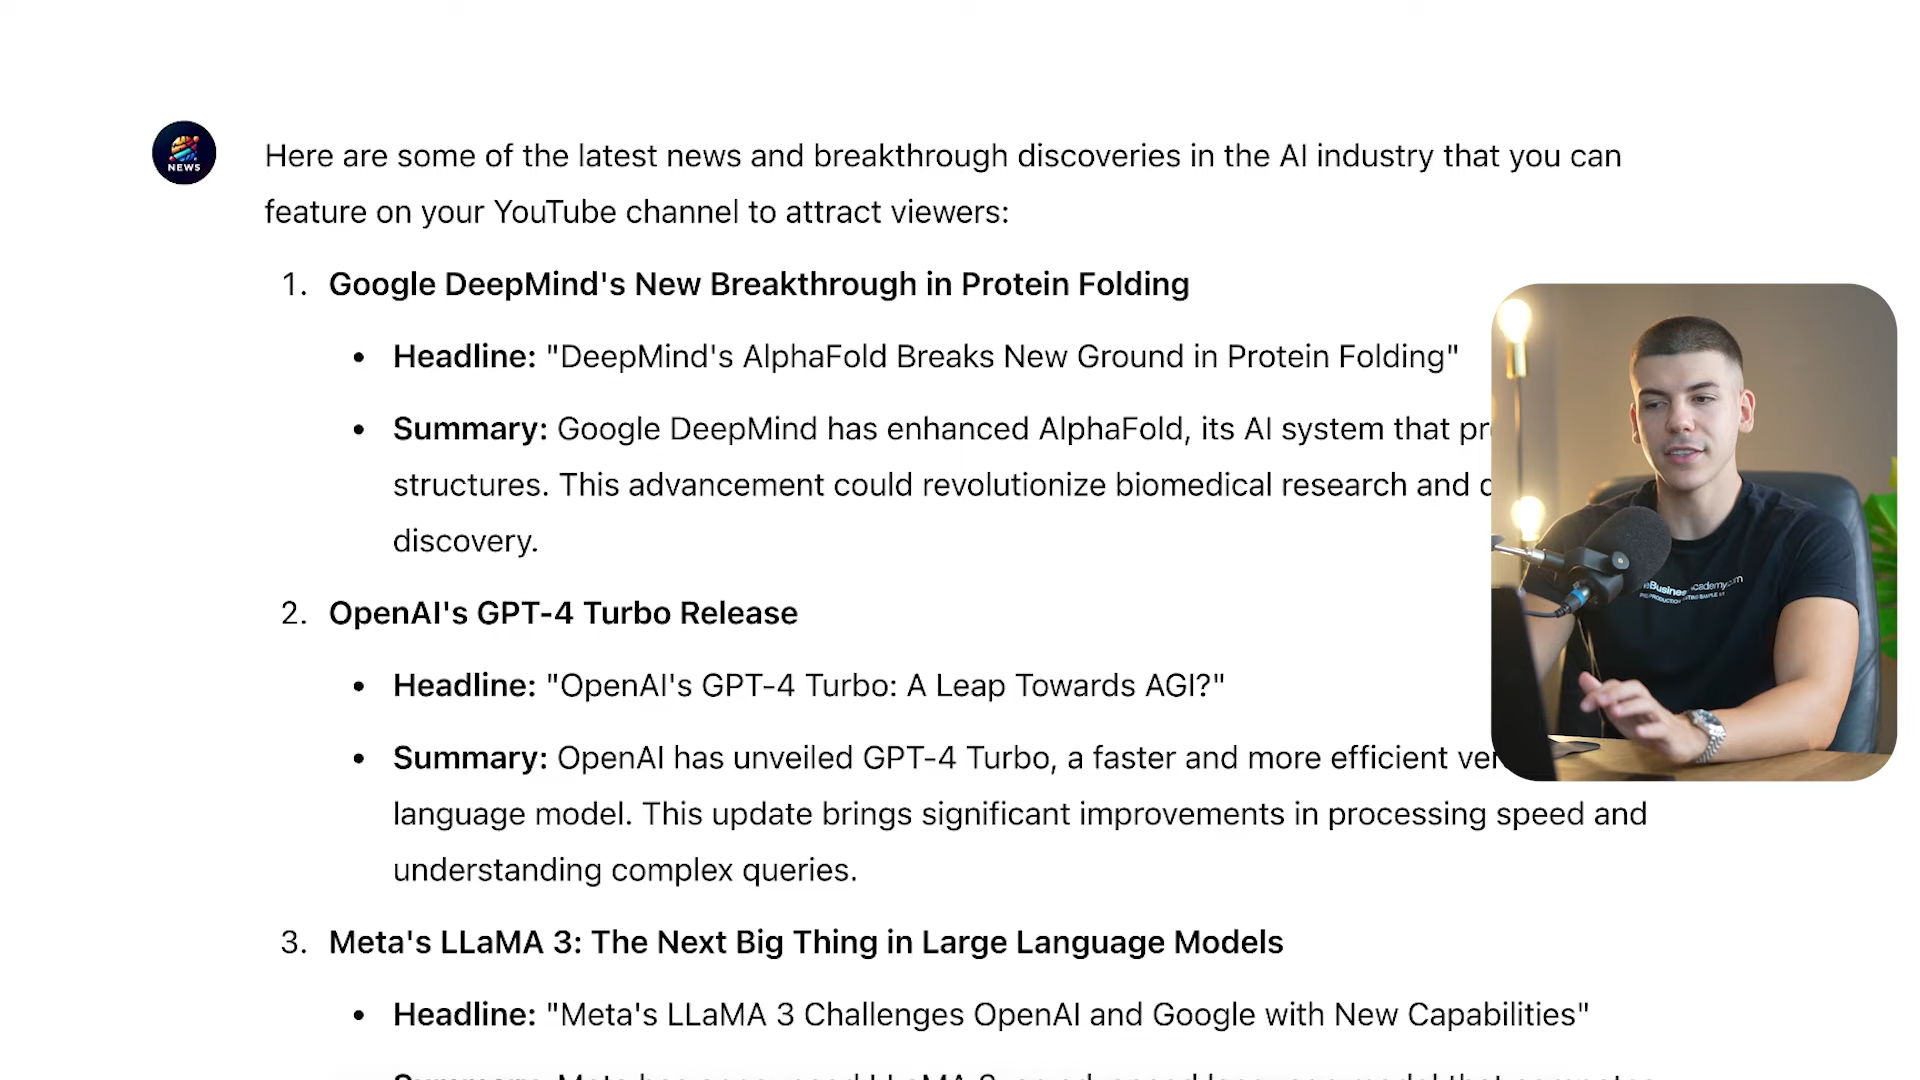 NEWS
Here are some of the latest news and breakthrough discoveries in the AI industry that you can
feature on your YouTube channel to attract viewers:
1. Google DeepMind's New Breakthrough in Protein Folding
• Headline: "DeepMind's AlphaFold Breaks New Ground in Protein Folding"
• Summary: Google DeepMind has enhanced AlphaFold, its AI system that
structures. This advancement could revolutionize biomedical research and
discovery.
2. OpenAI's GPT-4 Turbo Release
• Headline: "OpenAI's GPT-4 Turbo: A Leap Towards AGI?"
• Summary: OpenAI has unveiled GPT-4 Turbo, a faster and more efficient
language model. This update brings significant improvements in processing speed and
understanding complex queries.
3. Meta's LLaMA 3: The Next Big Thing in Large Language Models
• Headline: "Meta's LLaMA 3 Challenges OpenAI and Google with New Capabilities"